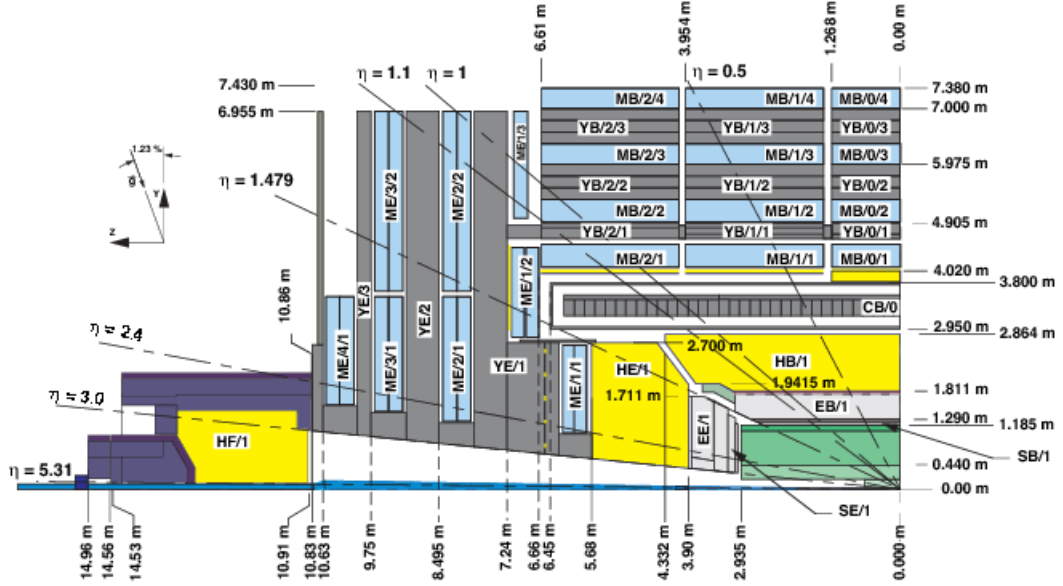 6.61 m
3.954 m
1.268 m
0.00 m
η = 1.1
η = 1
η = 0.5
7.430 m
6.955 m
7.380 m
7.000 m
5.975 m
4.905 m
4.020 m
3.800 m
2.950 m
2.864 m
1.811 m
1.290 m
1.185 m
0.440 m
0.00 m
MB/2/4
MB/1/4
MB/0/4
YB/2/3
YB/1/3
YB/0/3
MB/2/3
MB/1/3
MB/0/3
YB/2/2
YB/1/2
YB/0/2
MB/2/2
MB/1/2
MB/0/2
YB/2/1
YB/1/1
YB/0/1
MB/2/1
MB/1/1
MB/0/1
CB/0
1.23 %
g
Y
Z
η = 1.479
η = 2.4
η = 3.0
η = 5.31
10.86 m
ME/4/1
YE/3
ME/3/2
ME/3/1
YE/2
ME/2/2
ME/2/1
YE/1
ME/1/3
ME/1/2
ME/1/1
HE/1
HB/1
2.700 m
1.9415 m
1.711 m
EB/1
EE/1
SB/1
SE/1
HF/1
14.96 m
14.56 m
14.53 m
10.91 m
10.83 m
10.63 m
9.75 m
8.495 m
7.24 m
6.66 m
6.45 m
5.68 m
4.332 m
3.90 m
2.935 m
0.000 m